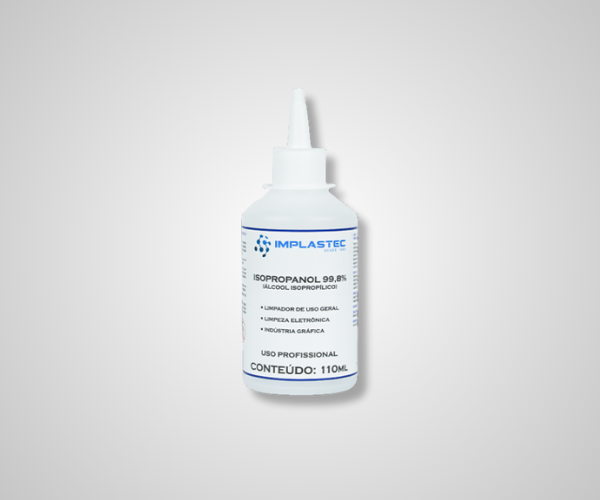 IMPLASTEC
ISOPROPANOL 99,8%
(ÁLCOOL ISOPROPÍLICO)
• LIMPADOR DE USO GERAL
• LIMPEZA ELETRÔNICA
• INDÚSTRIA GRÁFICA
USO PROFISSIONAL
CONTEÚDO: 110ML